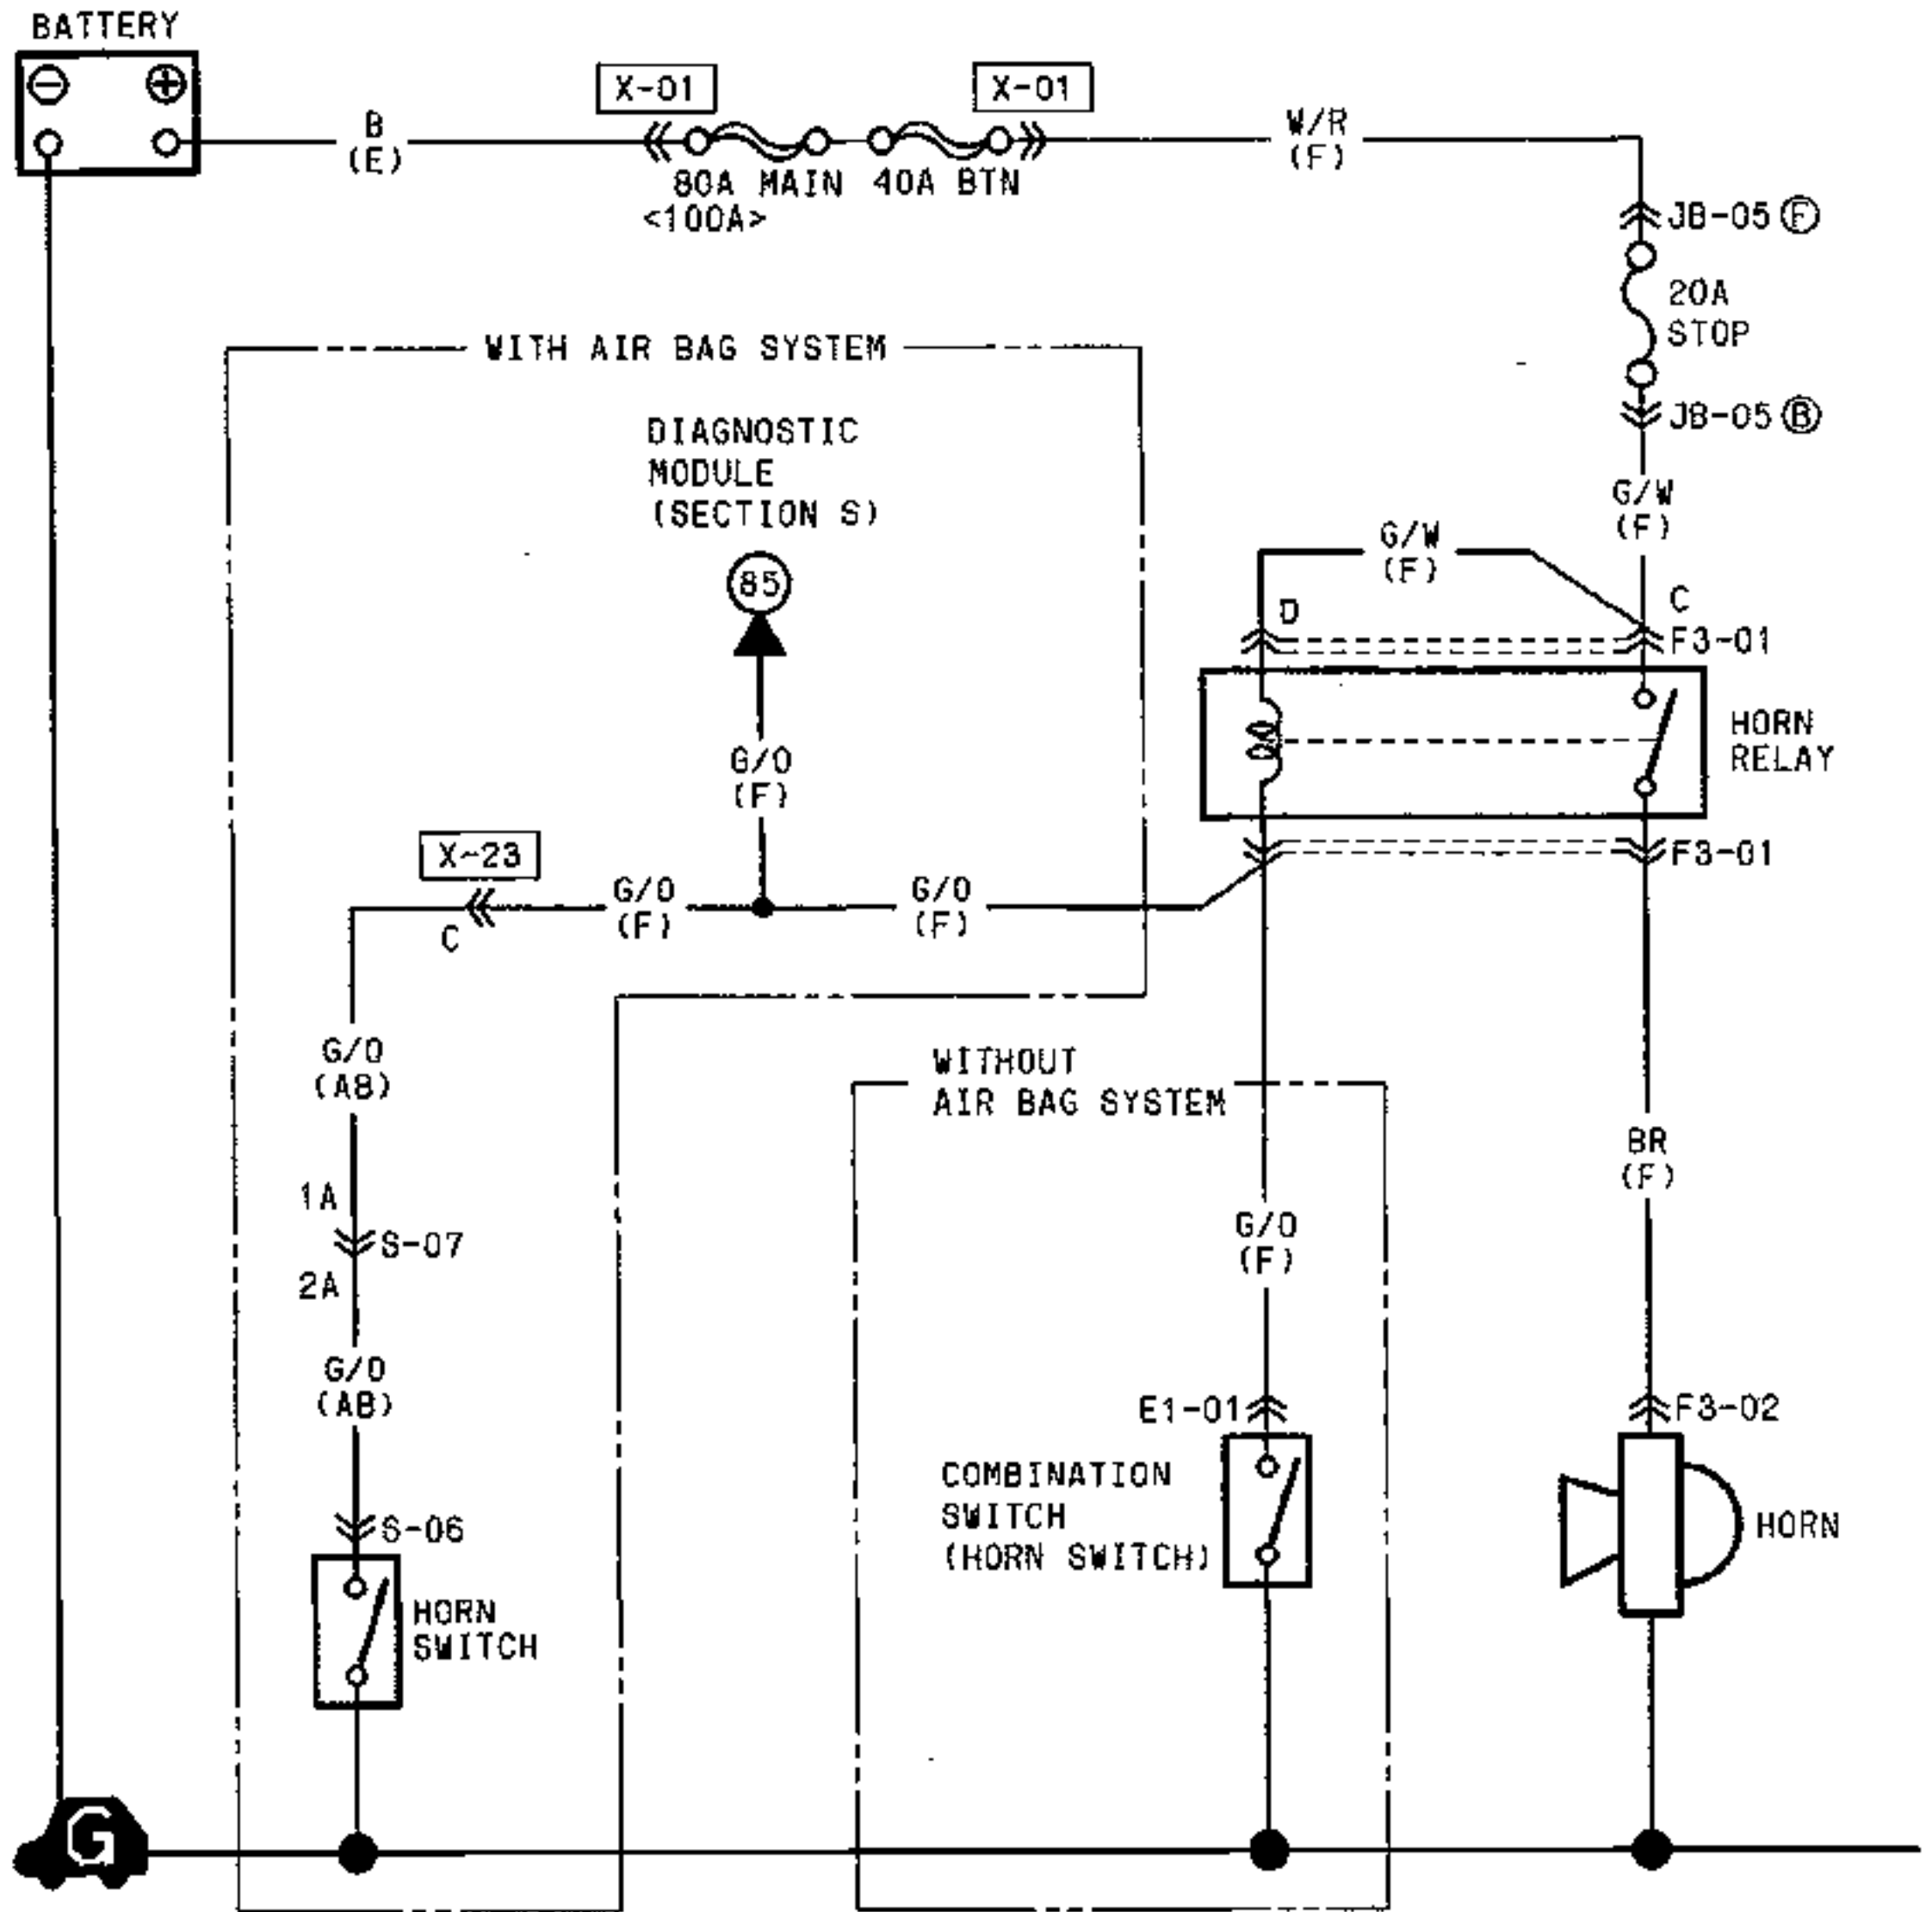 BATTERY
X-01
X-01
B
(E)
W/R
(F)
80A MAIN
<100A>
40A BTN
JB-05 Ⓕ
20A
STOP
JB-05 Ⓑ
WITH AIR BAG SYSTEM
DIAGNOSTIC
MODULE
(SECTION S)
85
G/W
(F)
G/W
(F)
D
C
F3-01
HORN
RELAY
F3-01
G/O
(F)
X-23
C
G/O
(F)
G/O
(F)
G/O
(AB)
WITHOUT
AIR BAG SYSTEM
BR
(F)
1A
S-07
2A
G/O
(F)
G/O
(AB)
E1-01
F3-02
S-06
COMBINATION
SWITCH
(HORN SWITCH)
HORN
HORN
SWITCH
G